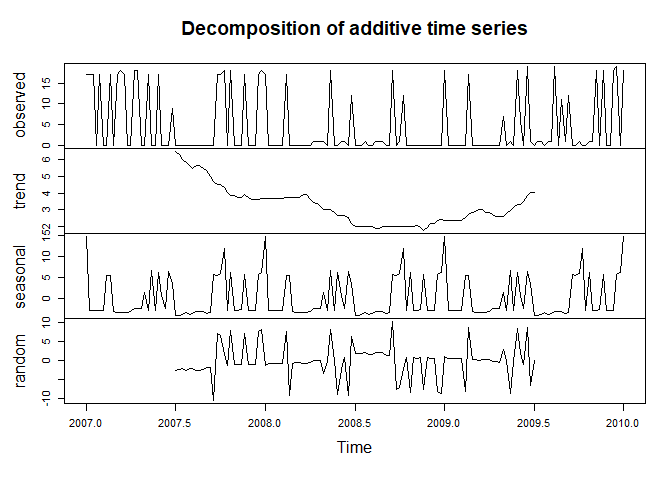 Decomposition of additive time series
observed
0 5 10 15
trend
2 3 4 5 6
seasonal
0 5 10 15
random
-10 0 5 10
2007.0 2007.5 2008.0 2008.5 2009.0 2009.5 2010.0
Time